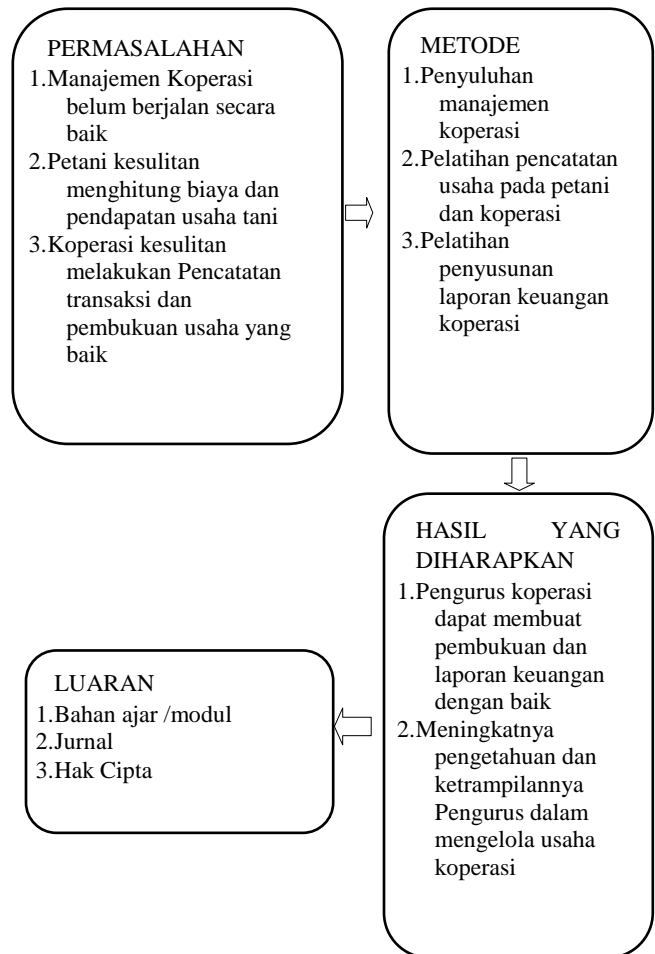 PERMASALAHAN
1.Manajemen Koperasi
belum berjalan secara
baik
2.Petani kesulitan
menghitung biaya dan
pendapatan usaha tani
3.Koperasi kesulitan
melakukan Pencatatan
transaksi dan
pembukuan usaha yang
baik
METODE
1.Penyuluhan
manajemen
koperasi
2.Pelatihan pencatatan
usaha pada petani
dan koperasi
3.Pelatihan
penyusunan
laporan keuangan
koperasi
HASIL YANG
DIHARAPKAN
1.Pengurus koperasi
dapat membuat
pembukuan dan
laporan keuangan
dengan baik
2.Meningkatnya
pengetahuan dan
ketrampilannya
Pengurus dalam
mengelola usaha
koperasi
LUARAN
1.Bahan ajar /modul
2.Jurnal
3.Hak Cipta